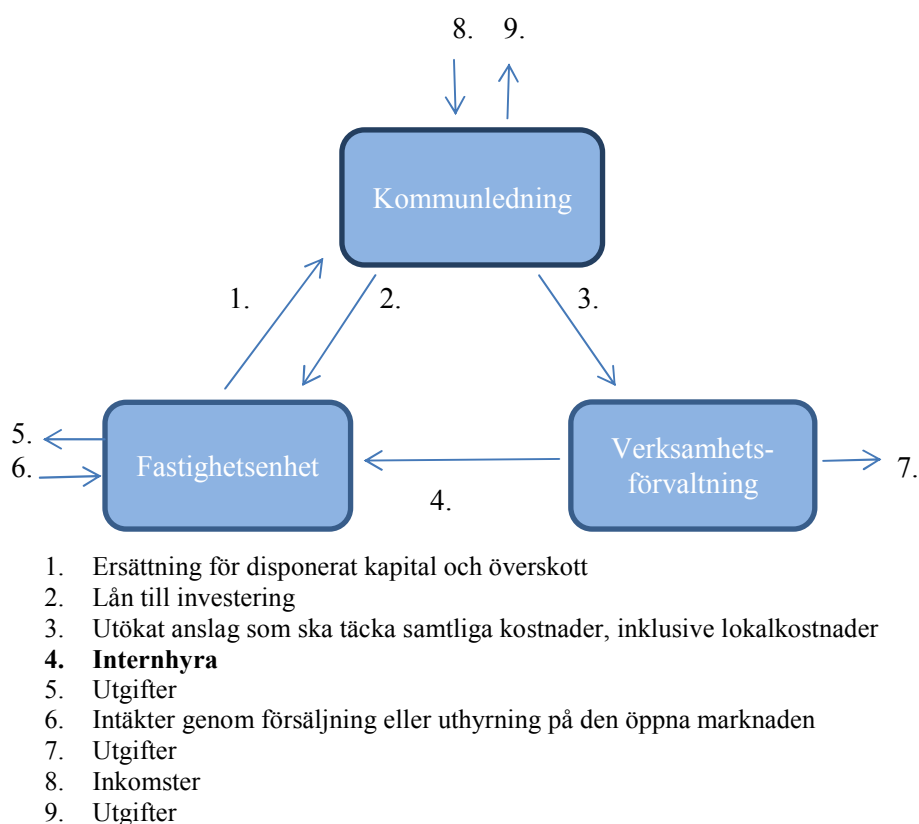 8. 9.
Kommunledning
1. 2. 3.
5.
6.
Fastighetsenhet
Verksamhets-
förvaltning
7.
4.
1. Ersättning för disponerat kapital och överskott
2. Lån till investering
3. Utökat anslag som ska täcka samtliga kostnader, inklusive lokalkostnader
4. Internhyra
5. Utgifter
6. Intäkter genom försäljning eller uthyrning på den öppna marknaden
7. Utgifter
8. Inkomster
9. Utgifter